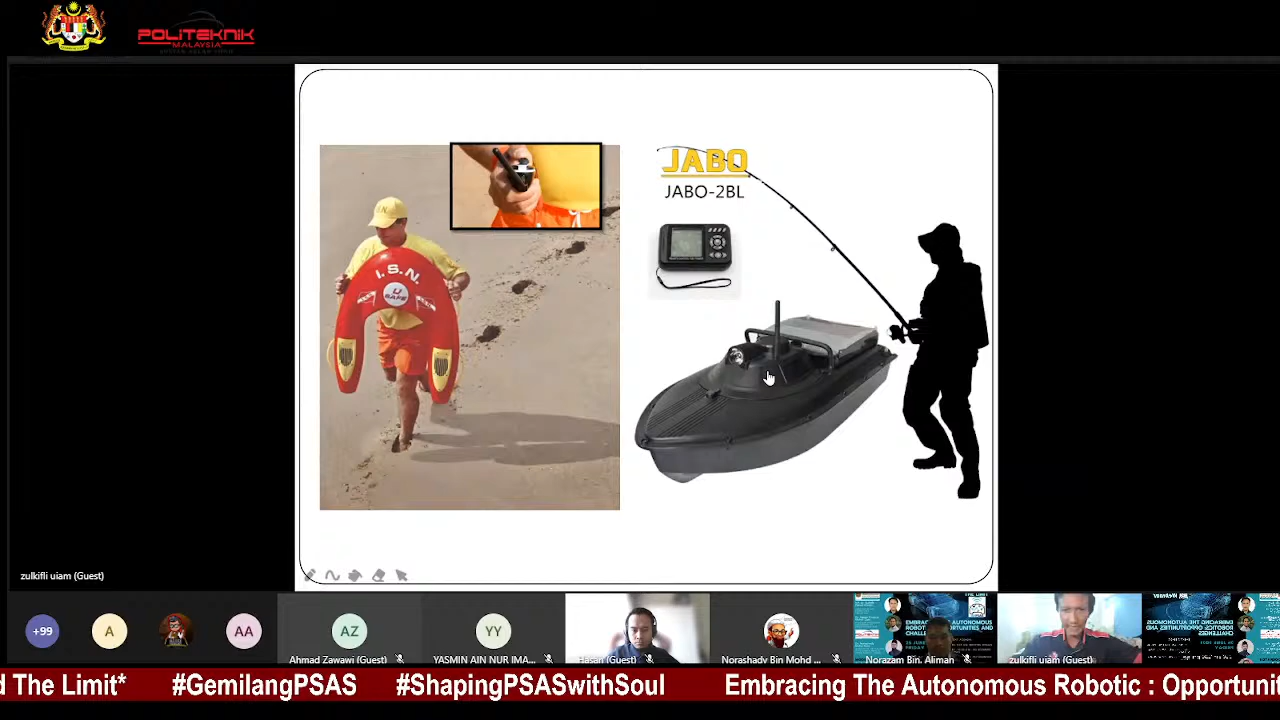 POLITEKNIK
MALAYSIA
JABO
JABO-2BL
I.S.N.
U
SAFE
zulkifli uiam (Guest)
+99
A
AA
AZ
YY
Ahmad Zawawi (Guest)
YASMIN AIN NUR IMA...
Hasan (Guest)
Norashady Bin Mohd ...
Norazam Bin. Aliman
zulkifli uiam (Guest)
d The Limit* #GemilangPSAS #ShapingPSASwithSoul Embracing The Autonomous Robotic : Opportuni